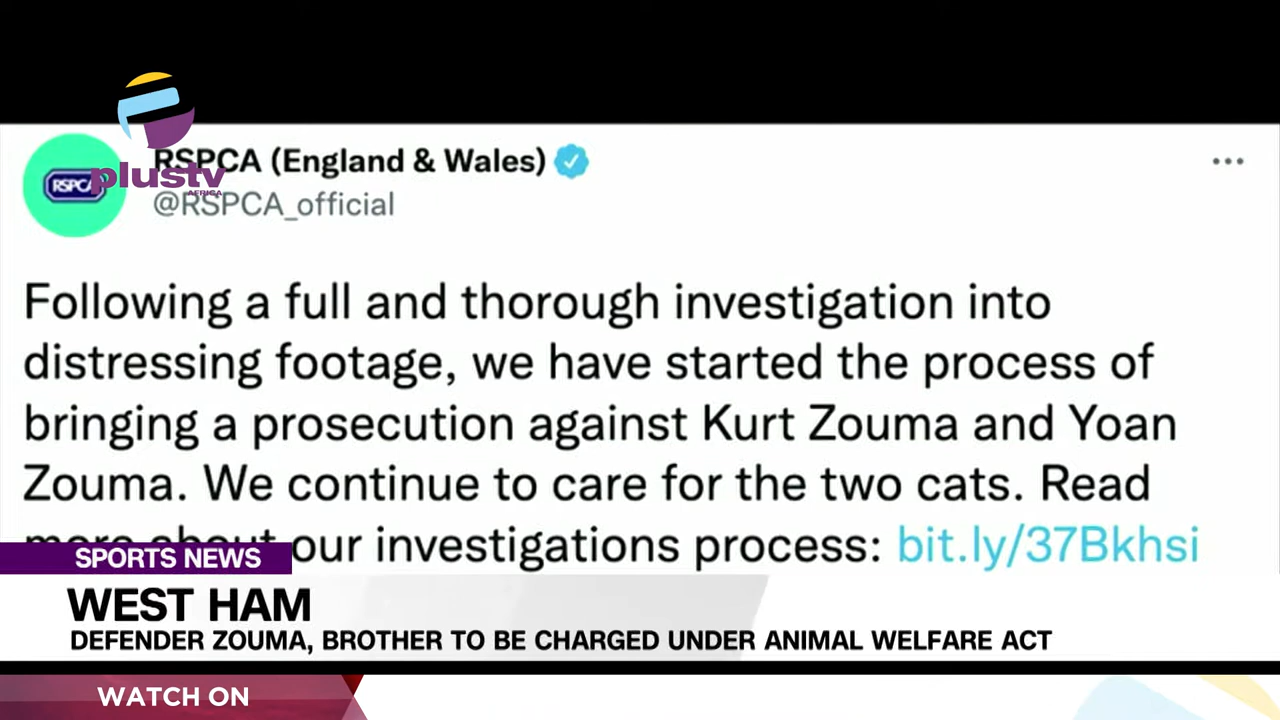 RSPCA (England & Wales)
RSPCA
plustv
AFRICA
@RSPCA_official
Following a full and thorough investigation into
distressing footage, we have started the process of
bringing a prosecution against Kurt Zouma and Yoan
Zouma. We continue to care for the two cats. Read
more about our investigations process: bit.ly/37Bkhsi
SPORTS NEWS
WEST HAM
DEFENDER ZOUMA, BROTHER TO BE CHARGED UNDER ANIMAL WELFARE ACT
WATCH ON